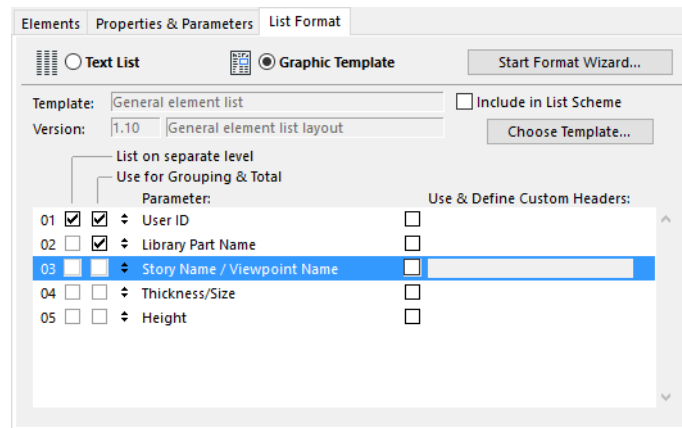 Elements Properties & Parameters List Format
Text List Graphic Template Start Format Wizard...
Template: General element list Include in List Scheme
Version: 1.10 General element list layout Choose Template...
List on separate level
Use for Grouping & Total
Parameter: Use & Define Custom Headers:
01 User ID
02 Library Part Name
03 Story Name / Viewpoint Name
04 Thickness/Size
05 Height